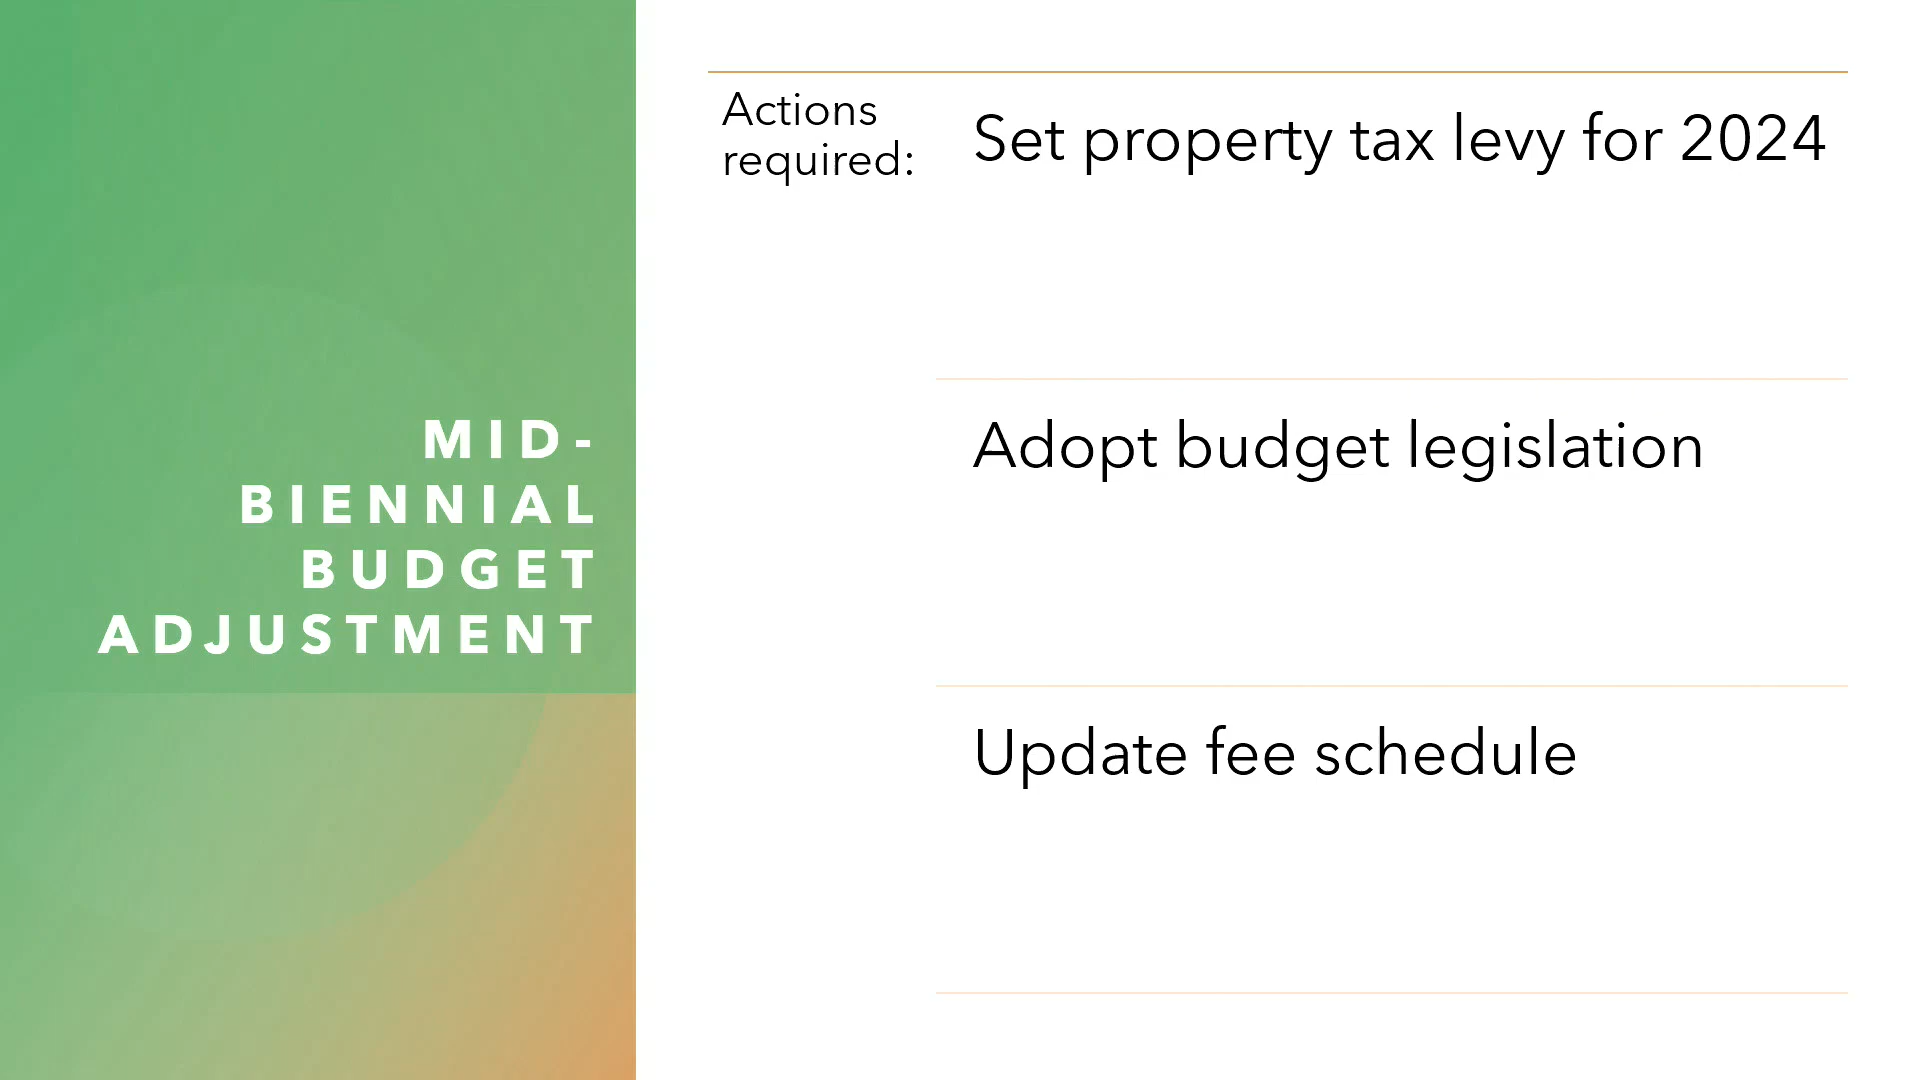 MID-
BIENNIAL
BUDGET
ADJUSTMENT
Actions
required:
Set property tax levy for 2024
Adopt budget legislation
Update fee schedule